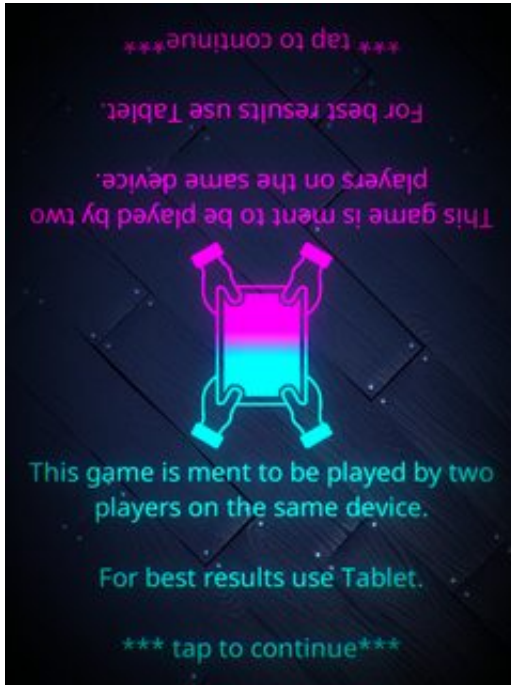 *** tap to continue***
For best results use Tablet.
players on the same device.
This game is ment to be played by two
This game is ment to be played by two
players on the same device.
For best results use Tablet.
*** tap to continue***